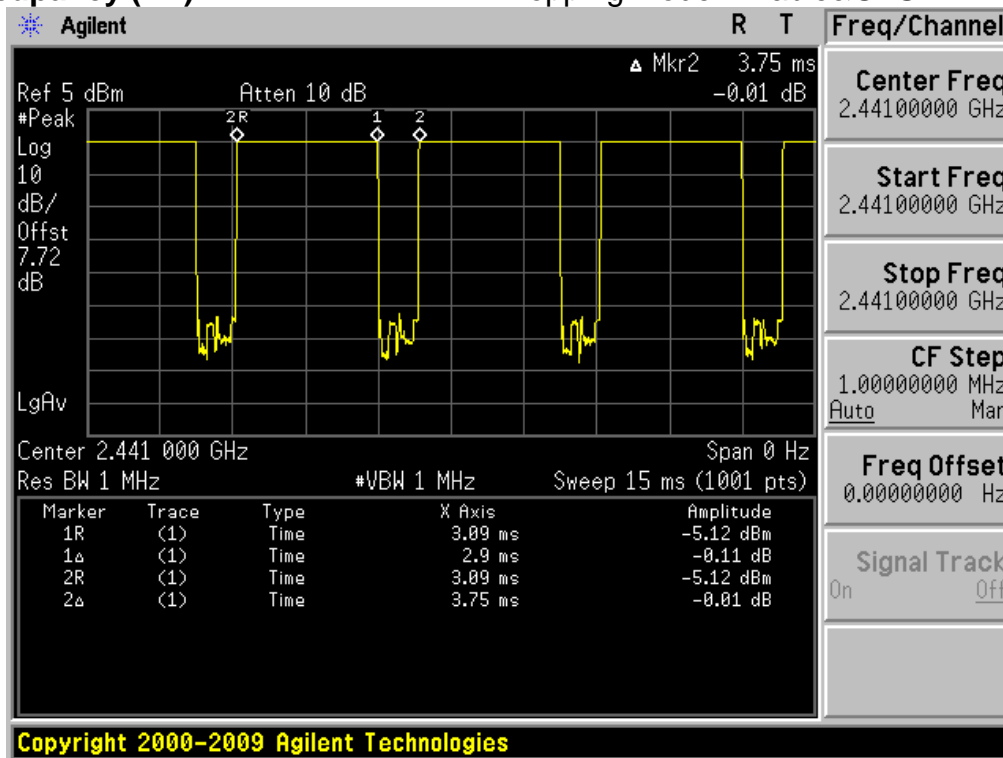 Agilent R T
Freq/Channel
▲ Mkr2 3.75 ms
Ref 5 dBm Atten 10 dB -0.01 dB
#Peak
Log
10
dB/
Offst
7.72
dB
2R 1 2
LgAv
Center 2.441 000 GHz Span 0 Hz
Res BW 1 MHz #VBW 1 MHz Sweep 15 ms (1001 pts)
Marker Trace Type X Axis Amplitude
1R (1) Time 3.09 ms -5.12 dBm
1▵ (1) Time 2.9 ms -0.11 dB
2R (1) Time 3.09 ms -5.12 dBm
2▵ (1) Time 3.75 ms -0.01 dB
Center Freq
2.44100000 GHz
Start Freq
2.44100000 GHz
Stop Freq
2.44100000 GHz
CF Step
1.00000000 MHz
Auto Man
Freq Offset
0.00000000 Hz
Signal Track
On Off
Copyright 2000-2009 Agilent Technologies